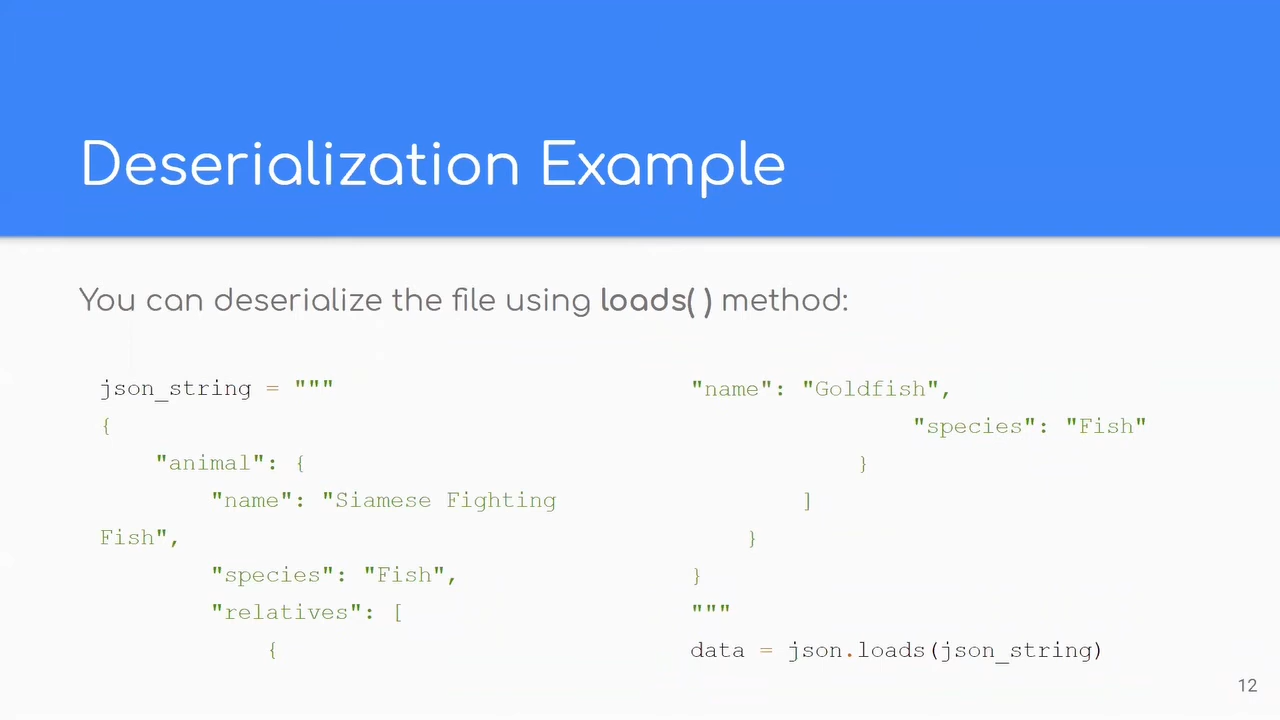 Deserialization Example
You can deserialize the file using loads( ) method:
json_string = """
{
    "animal": {
        "name": "Siamese Fighting
Fish",
        "species": "Fish",
        "relatives": [
            {
"name": "Goldfish",
                "species": "Fish"
            }
        ]
    }
}
"""
data = json.loads(json_string)
12